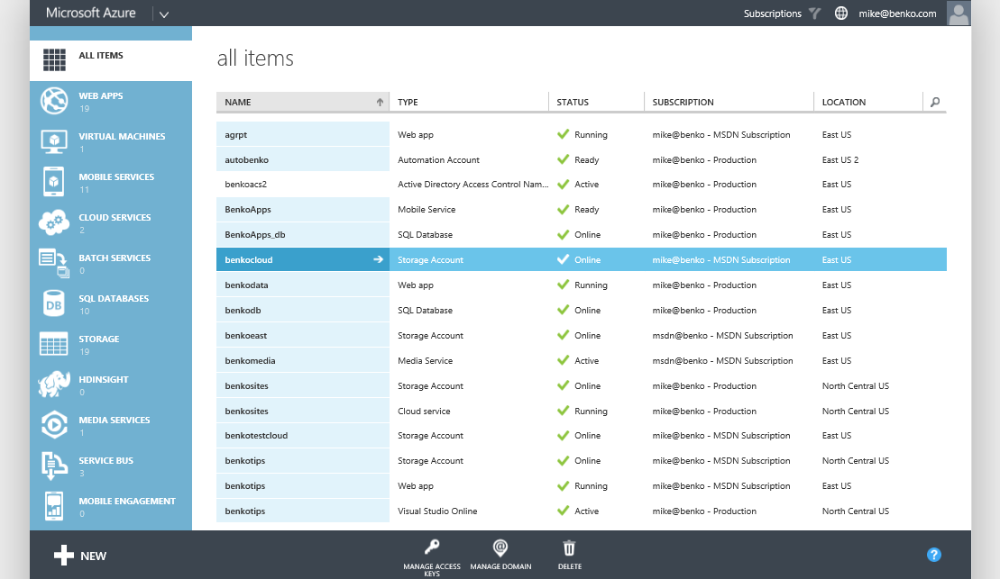 Microsoft Azure
Subscriptions mike@benko.com
ALL ITEMS
WEB APPS
19
VIRTUAL MACHINES
1
MOBILE SERVICES
11
CLOUD SERVICES
2
BATCH SERVICES
0
DB
SQL DATABASES
10
STORAGE
19
HDINSIGHT
0
MEDIA SERVICES
1
SERVICE BUS
3
MOBILE ENGAGEMENT
0
all items
NAME TYPE STATUS SUBSCRIPTION LOCATION
agrpt Web app Running mike@benko - MSDN Subscription East US
autobenko Automation Account Ready mike@benko - Production East US 2
benkoacs2 Active Directory Access Control Nam... Active mike@benko - Production East US
BenkoApps Mobile Service Ready mike@benko - Production East US
BenkoApps_db SQL Database Online mike@benko - Production East US
benkocloud Storage Account Online mike@benko - MSDN Subscription East US
benkodata Web app Running mike@benko - Production East US
benkodb SQL Database Online mike@benko - Production East US
benkoeast Storage Account Online msdn@benko - MSDN Subscription East US
benkomedia Media Service Active msdn@benko - MSDN Subscription East US
benkosites Storage Account Online mike@benko - Production North Central US
benkosites Cloud service Running mike@benko - Production North Central US
benkotestcloud Storage Account Online mike@benko - MSDN Subscription East US
benkotips Storage Account Online mike@benko - MSDN Subscription North Central US
benkotips Web app Running mike@benko - MSDN Subscription East US
benkotips Visual Studio Online Active mike@benko - Production North Central US
NEW
MANAGE ACCESS
KEYS
MANAGE DOMAIN
DELETE
?